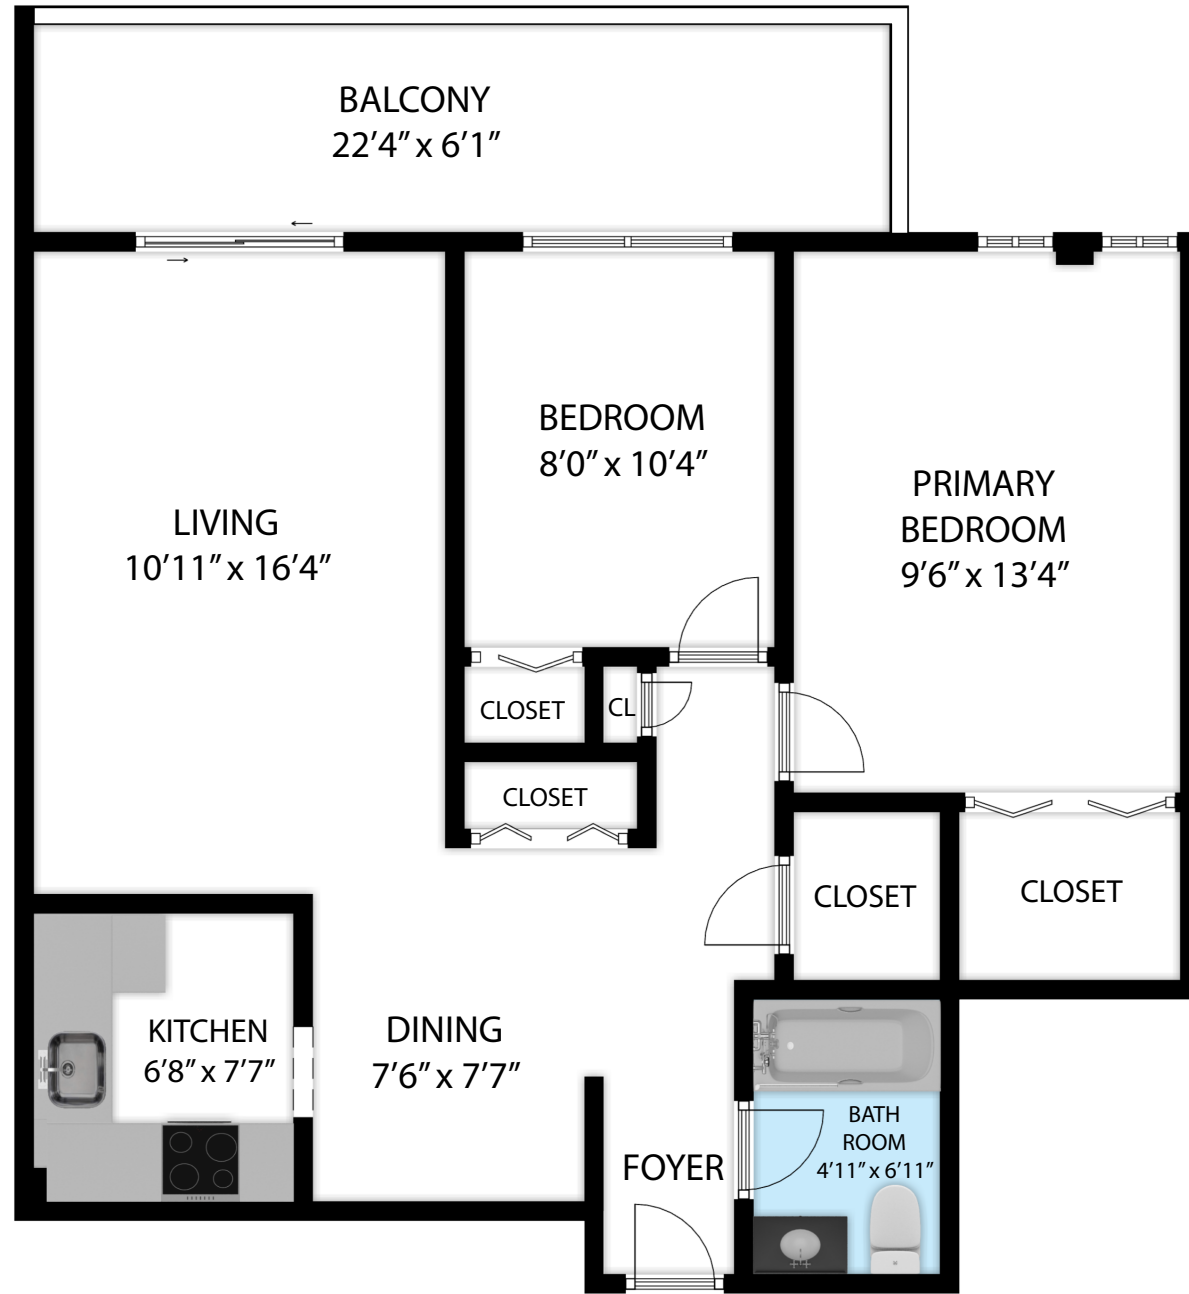 BALCONY
22’4” x 6’1”
BEDROOM
8’0” x 10’4”
PRIMARY
BEDROOM
9’6” x 13’4”
LIVING
10’11” x 16’4”
CLOSET
CL
CLOSET
CLOSET
CLOSET
KITCHEN
6’8” x 7’7”
DINING
7’6” x 7’7”
FOYER
BATH
ROOM
4’11” x 6’11”